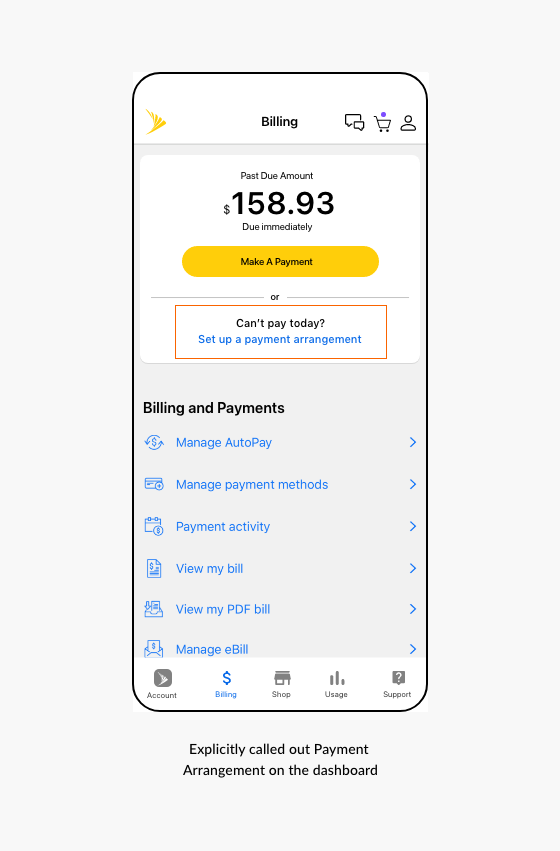 Billing
Past Due Amount
$158.93
Due immediately
Make A Payment
or
Can't pay today?
Set up a payment arrangement
Billing and Payments
Manage AutoPay
Manage payment methods
Payment activity
View my bill
View my PDF bill
Manage eBill
Account
Billing
Shop
Usage
Support
Explicitly called out Payment
Arrangement on the dashboard